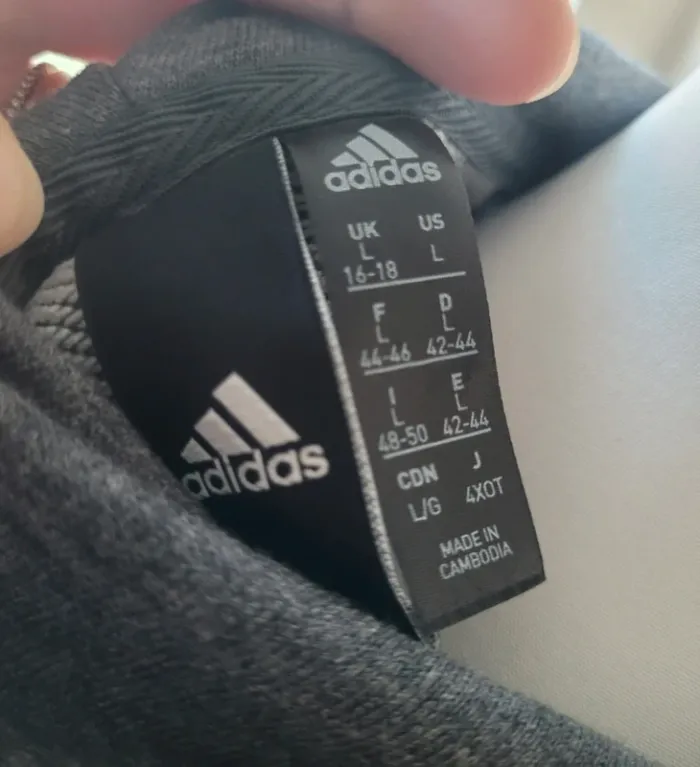 adidas
UK US
L L
16-18
F D
L L
44-46 42-44
I E
L L
48-50 42-44
CDN J
L/G 4XOT
MADE IN
CAMBODIA
adidas